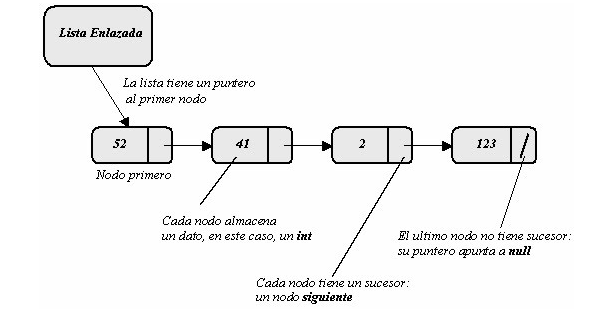 Lista Enlazada
La lista tiene un puntero
al primer nodo
52
41
2
123
Nodo primero
Cada nodo almacena
un dato, en este caso, un int
El ultimo nodo no tiene sucesor:
su puntero apunta a null
Cada nodo tiene un sucesor:
un nodo siguiente